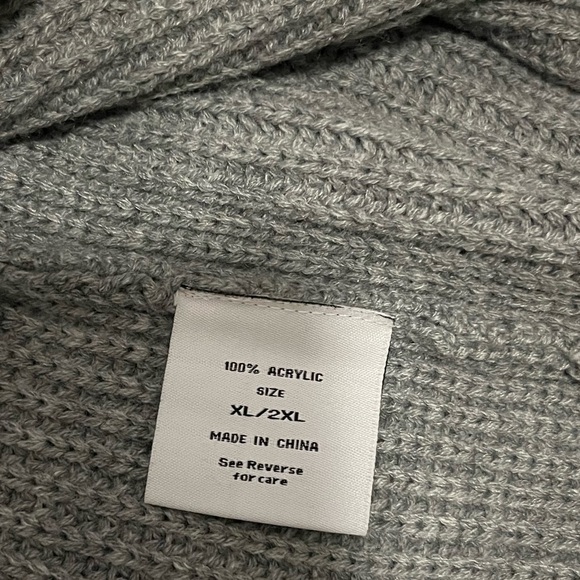 100% ACRYLIC
SIZE
XL/2XL
MADE IN CHINA
See Reverse
for care